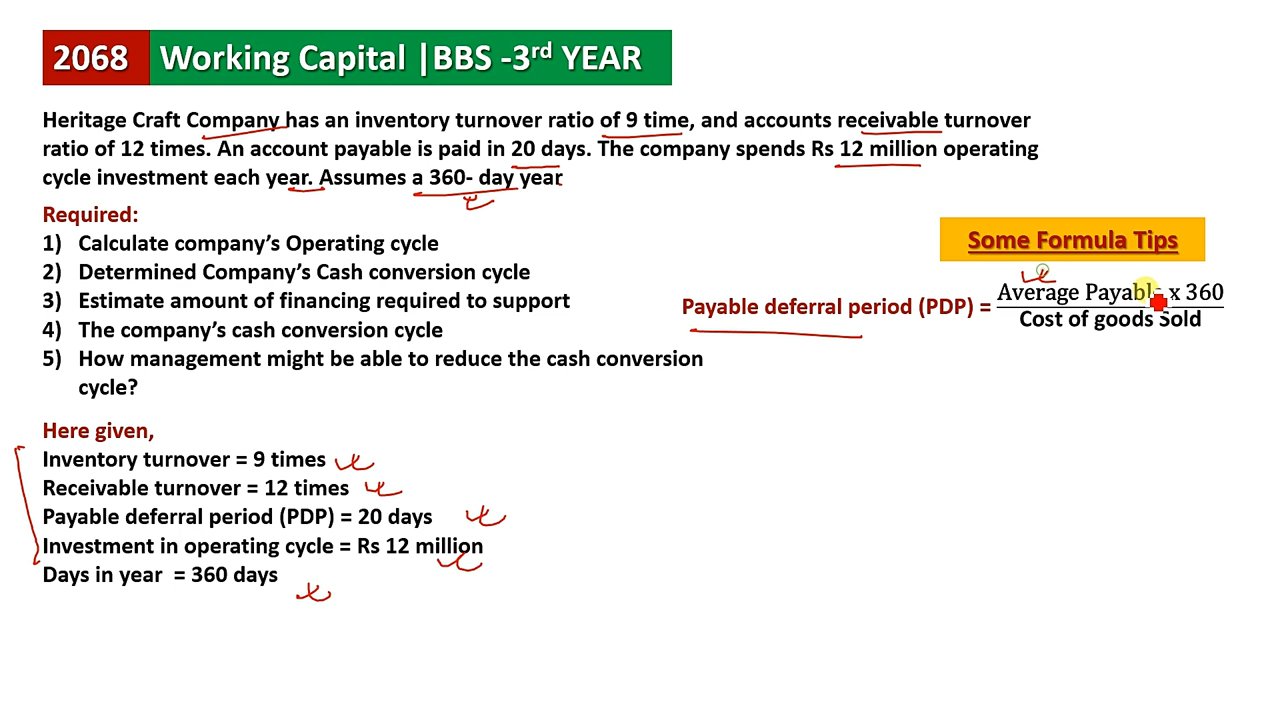 2068 Working Capital |BBS -3rd YEAR
Heritage Craft Company has an inventory turnover ratio of 9 time, and accounts receivable turnover
ratio of 12 times. An account payable is paid in 20 days. The company spends Rs 12 million operating
cycle investment each year. Assumes a 360- day year
Required:
1) Calculate company's Operating cycle
2) Determined Company's Cash conversion cycle
3) Estimate amount of financing required to support
4) The company's cash conversion cycle
5) How management might be able to reduce the cash conversion
cycle?
Some Formula Tips
Payable deferral period (PDP) = Average Payable x 360
Cost of goods Sold
Here given,
Inventory turnover = 9 times
Receivable turnover = 12 times
Payable deferral period (PDP) = 20 days
Investment in operating cycle = Rs 12 million
Days in year = 360 days